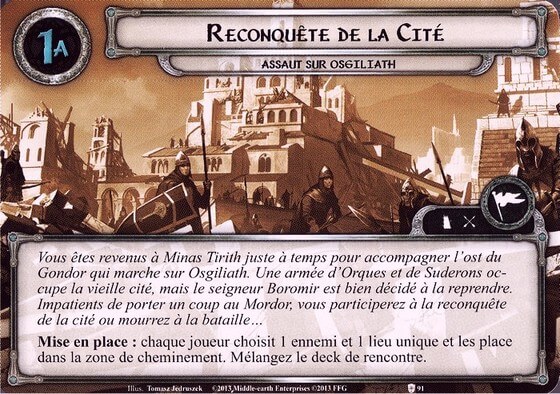 1A
RECONQUÊTE DE LA CITÉ
ASSAUT SUR OSGILIATH
Vous êtes revenus à Minas Tirith juste à temps pour accompagner l'ost du
Gondor qui marche sur Osgiliath. Une armée d'Orques et de Suderons oc-
cupe la vieille cité, mais le seigneur Boromir est bien décidé à la reprendre.
Impatients de porter un coup au Mordor, vous participerez à la reconquête
de la cité ou mourrez à la bataille…
Mise en place : chaque joueur choisit 1 ennemi et 1 lieu unique et les place
dans la zone de cheminement. Mélangez le deck de rencontre.
Illus. Tomasz Jedruszek ©2013 Middle-earth Enterprises ©2013 FFG 91